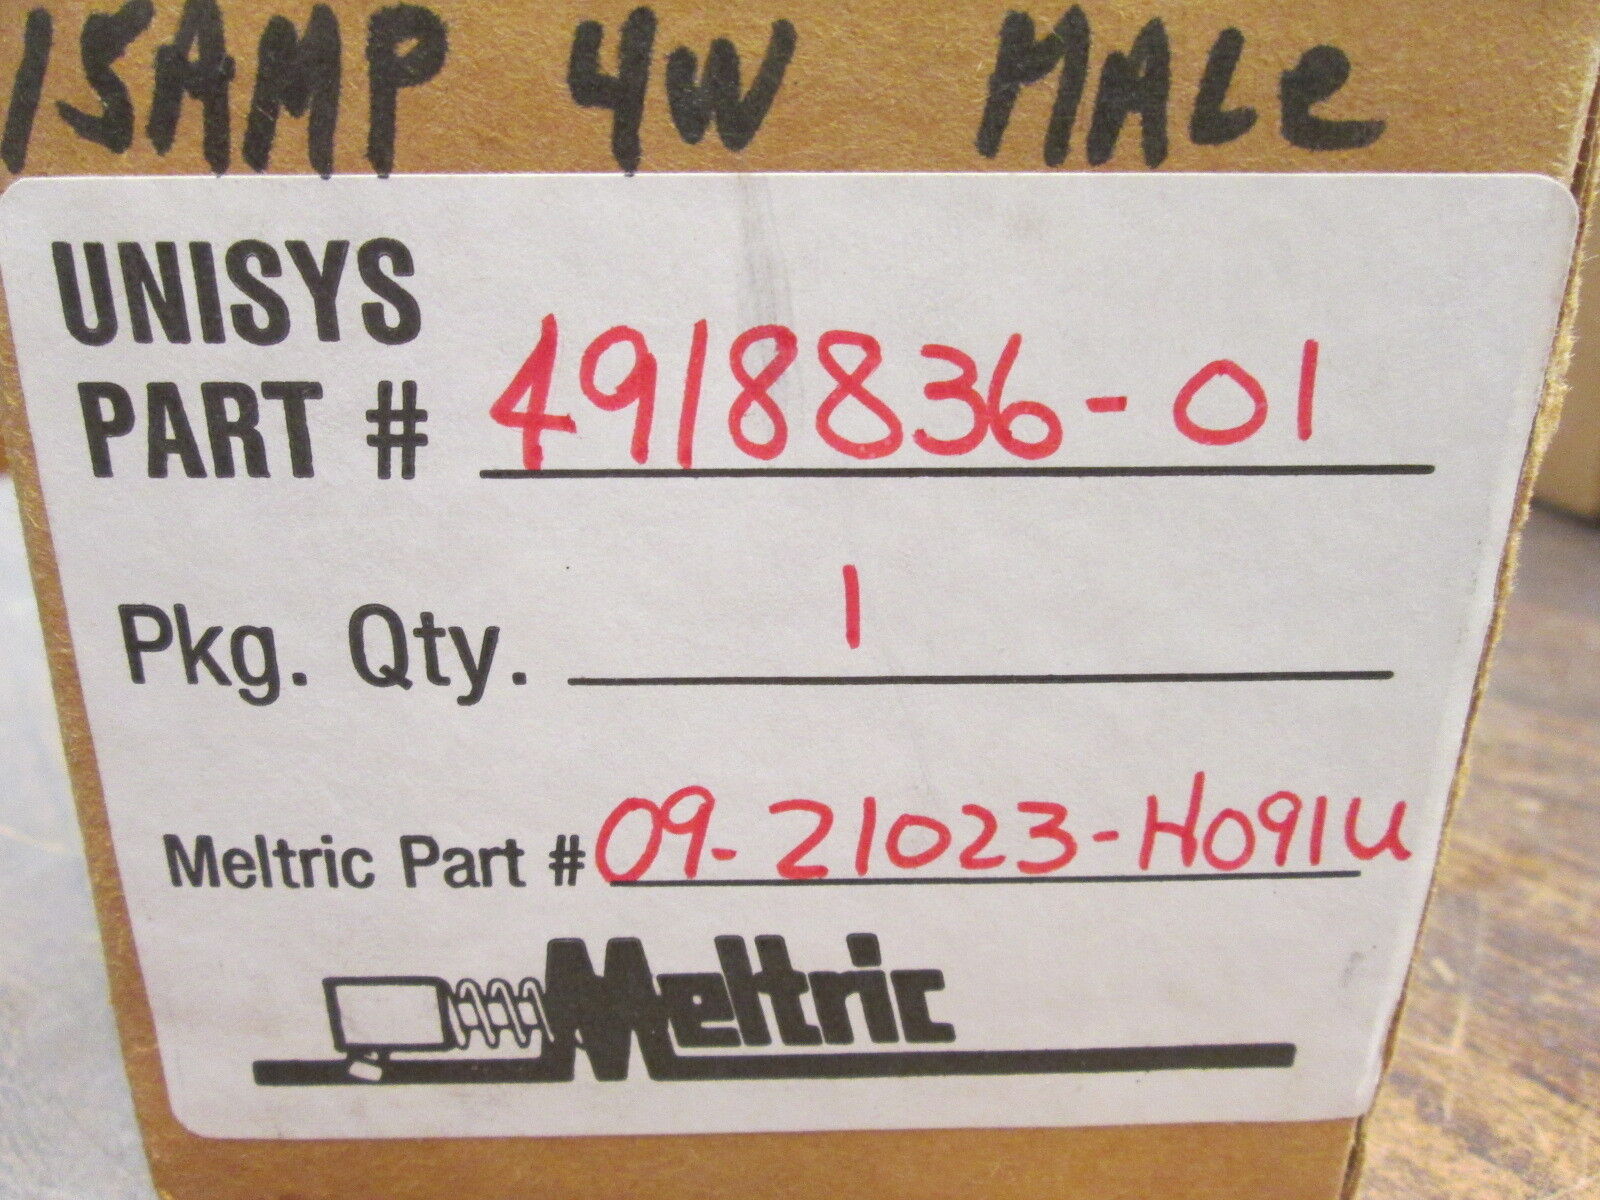 15AMP 4W MALe
UNISYS
PART # 4918836-01
Pkg. Qty. 1
Meltric Part # 09-21023-H091U
Meltric